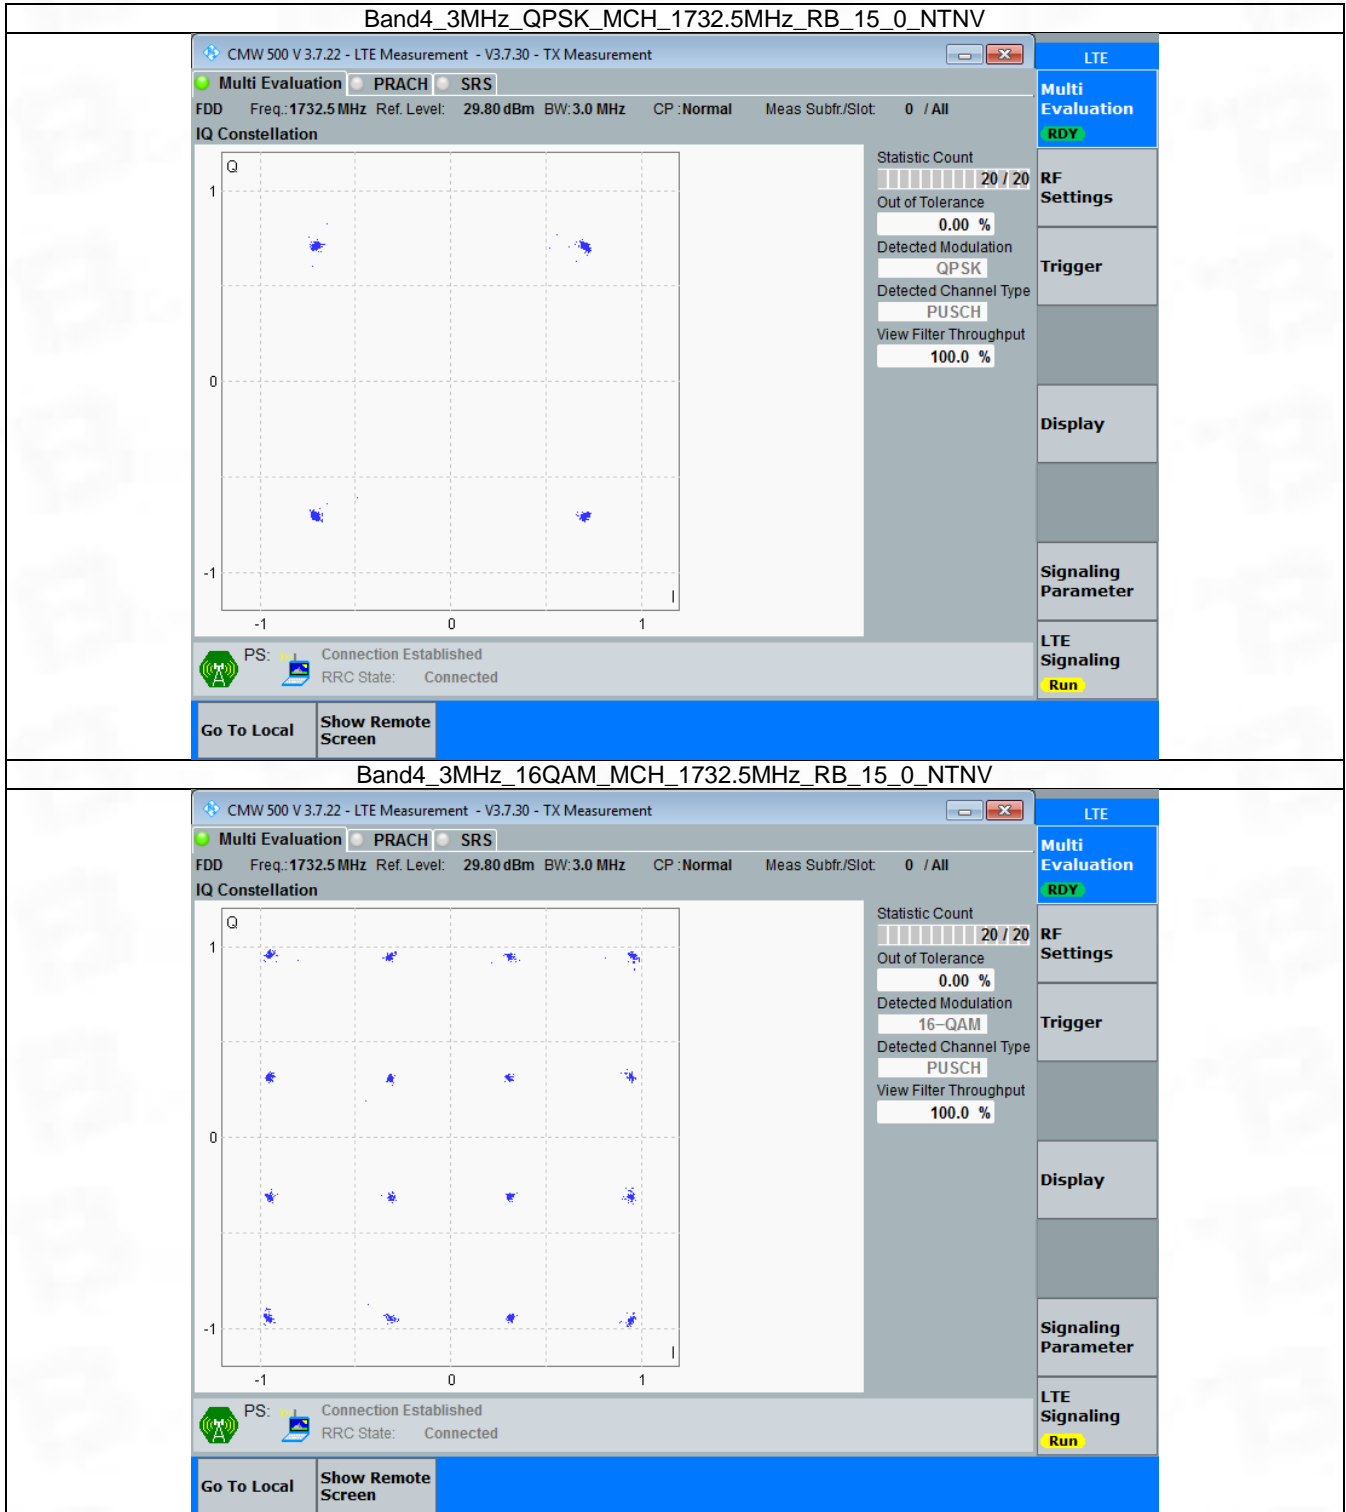 Band4_3MHz_QPSK_MCH_1732.5MHz_RB_15_0_NTNV
CMW 500 V 3.7.22 - LTE Measurement - V3.7.30 - TX Measurement
LTE
Multi Evaluation PRACH SRS
Multi
Evaluation
RDY
FDD Freq.: 1732.5 MHz Ref. Level: 29.80 dBm BW: 3.0 MHz CP : Normal Meas Subfr./Slot: 0 / All
IQ Constellation
Q
1
0
-1
I
-1 0 1
Statistic Count
20 / 20
Out of Tolerance
0.00 %
Detected Modulation
QPSK
Detected Channel Type
PUSCH
View Filter Throughput
100.0 %
RF
Settings
Trigger
Display
Signaling
Parameter
LTE
Signaling
Run
PS: Connection Established
RRC State: Connected
Go To Local
Show Remote
Screen
Band4_3MHz_16QAM_MCH_1732.5MHz_RB_15_0_NTNV
CMW 500 V 3.7.22 - LTE Measurement - V3.7.30 - TX Measurement
LTE
Multi Evaluation PRACH SRS
Multi
Evaluation
RDY
FDD Freq.: 1732.5 MHz Ref. Level: 29.80 dBm BW: 3.0 MHz CP : Normal Meas Subfr./Slot: 0 / All
IQ Constellation
Q
1
0
-1
I
-1 0 1
Statistic Count
20 / 20
Out of Tolerance
0.00 %
Detected Modulation
16-QAM
Detected Channel Type
PUSCH
View Filter Throughput
100.0 %
RF
Settings
Trigger
Display
Signaling
Parameter
LTE
Signaling
Run
PS: Connection Established
RRC State: Connected
Go To Local
Show Remote
Screen